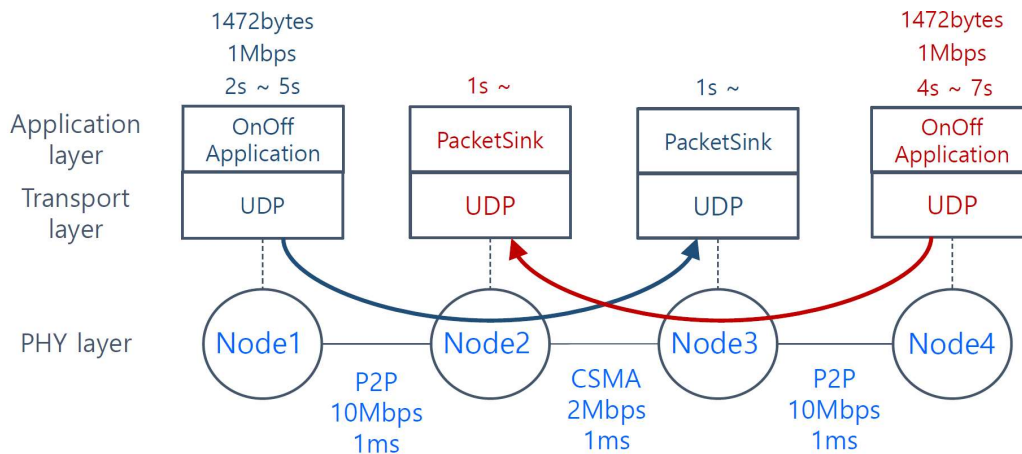 1472bytes
1Mbps
2s ~ 5s
1s ~
1s ~
1472bytes
1Mbps
4s ~ 7s
Application
layer
OnOff
Application
PacketSink
PacketSink
OnOff
Application
Transport
layer
UDP
UDP
UDP
UDP
PHY layer
Node1
Node2
Node3
Node4
P2P
10Mbps
1ms
CSMA
2Mbps
1ms
P2P
10Mbps
1ms